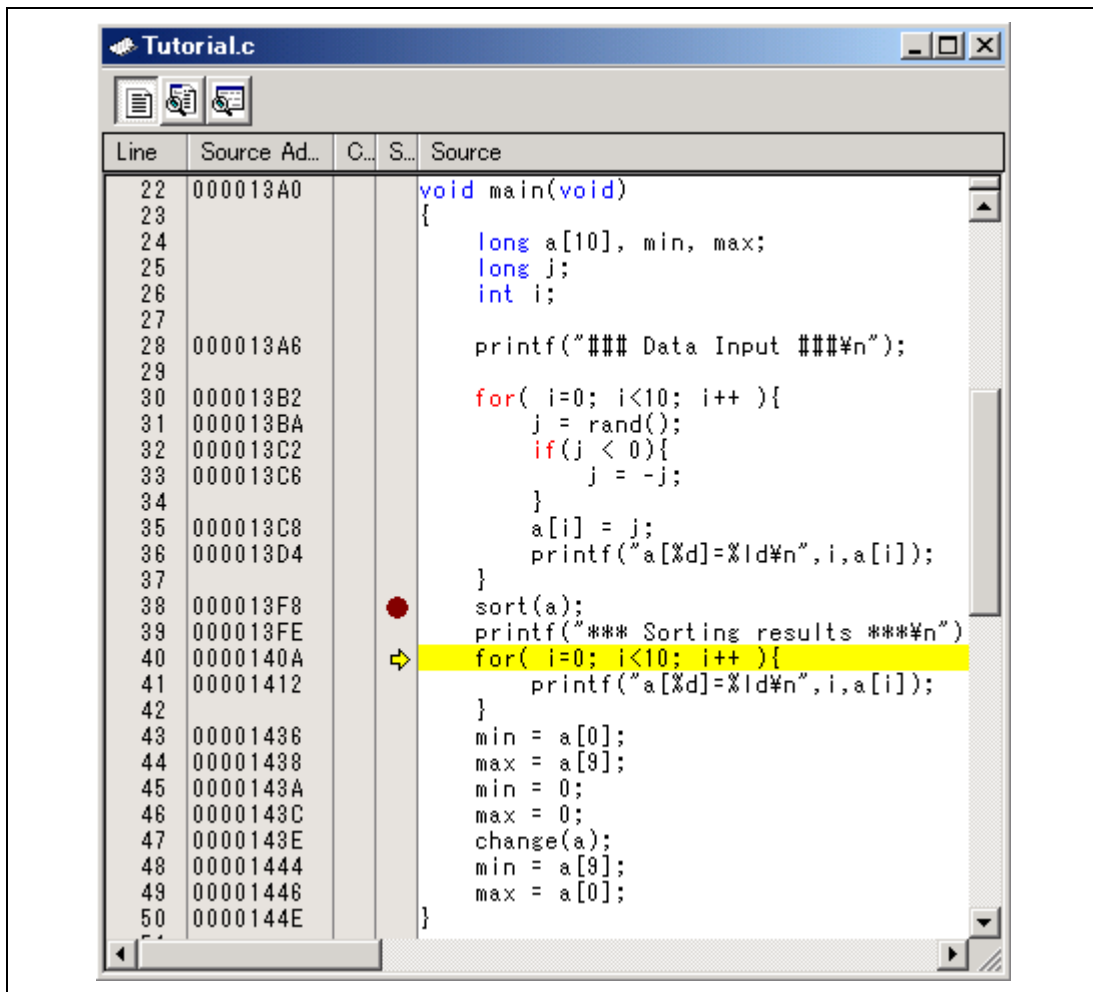 Tutorial.c
Line Source Ad... C... S... Source
22 000013A0 void main(void)
23 {
24 long a[10], min, max;
25 long j;
26 int i;
27
28 000013A6 printf("### Data Input ###¥n");
29
30 000013B2 for( i=0; i<10; i++ ){
31 000013BA j = rand();
32 000013C2 if(j < 0){
33 000013C6 j = -j;
34 }
35 000013C8 a[i] = j;
36 000013D4 printf("a[%d]=%ld¥n",i,a[i]);
37 }
38 000013F8 sort(a);
39 000013FE printf("*** Sorting results ***¥n")
40 0000140A for( i=0; i<10; i++ ){
41 00001412 printf("a[%d]=%ld¥n",i,a[i]);
42 }
43 00001436 min = a[0];
44 00001438 max = a[9];
45 0000143A min = 0;
46 0000143C max = 0;
47 0000143E change(a);
48 00001444 min = a[9];
49 00001446 max = a[0];
50 0000144E }